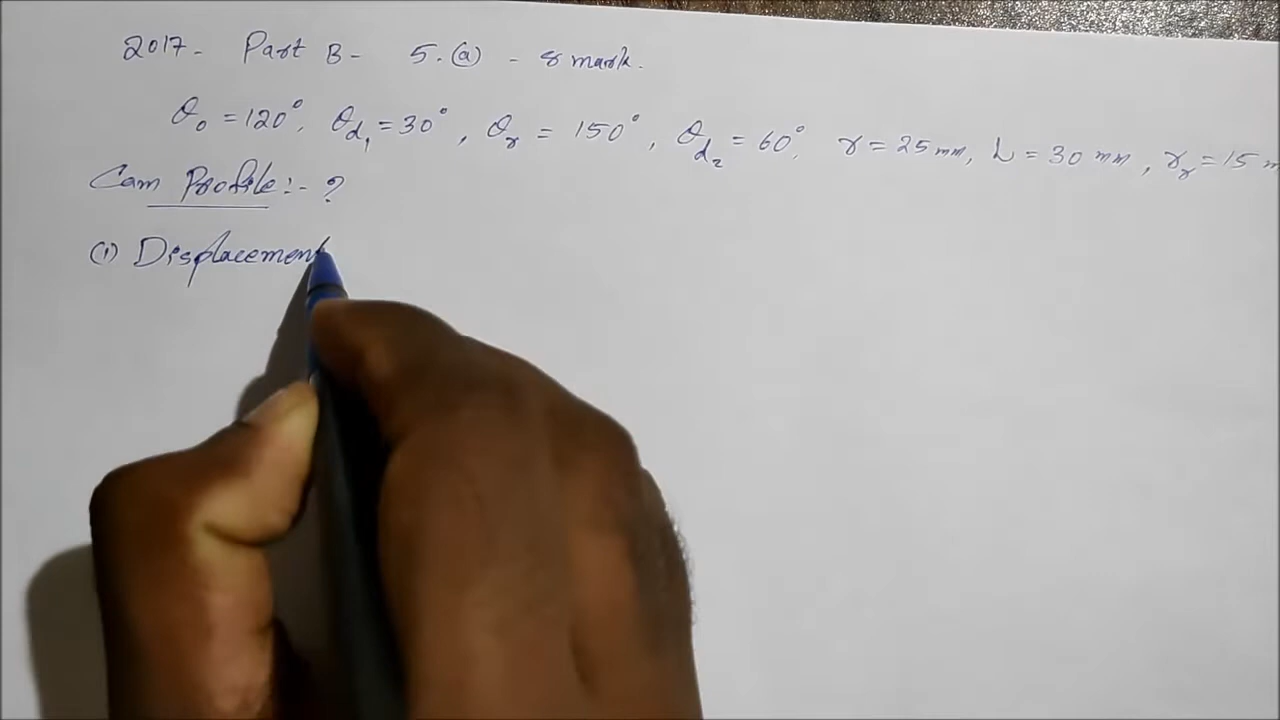 2017 - Part B - 5.(a) - 8 mark.
θ₀ = 120°, θd₁ = 30°, θr = 150°, θd₂ = 60°, r = 25 mm, L = 30 mm, rr = 15 m
Cam Profile :- ?
(1) Displacement